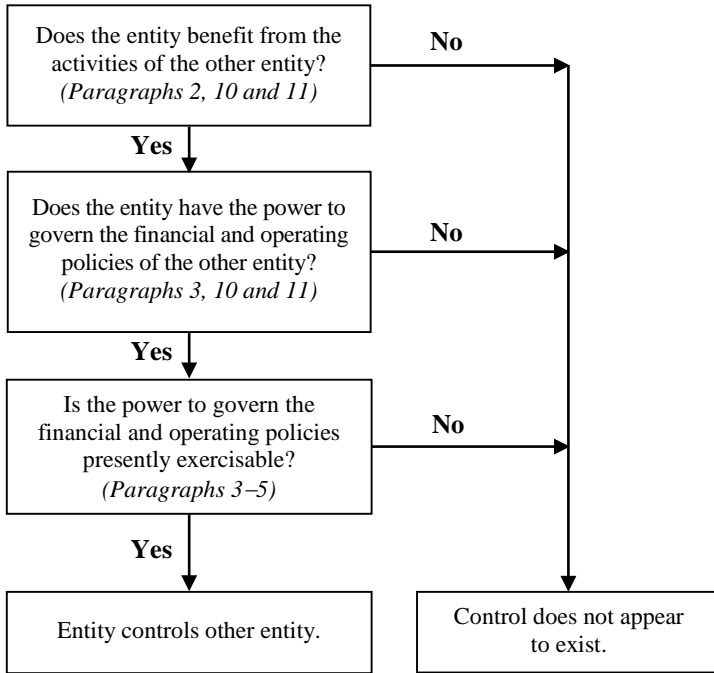 Does the entity benefit from the
activities of the other entity?
(Paragraphs 2, 10 and 11)
No
Yes
Does the entity have the power to
govern the financial and operating
policies of the other entity?
(Paragraphs 3, 10 and 11)
No
Yes
Is the power to govern the
financial and operating policies
presently exercisable?
(Paragraphs 3–5)
No
Yes
Entity controls other entity.
Control does not appear
to exist.